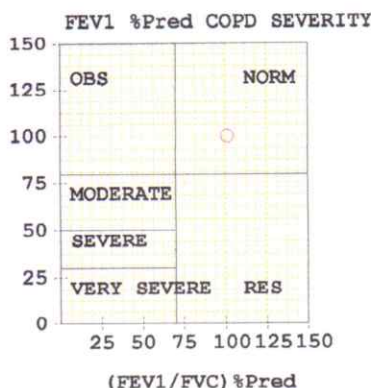 FEV1 %Pred COPD SEVERITY
150
OBS NORM
125
100
75
MODERATE
50
SEVERE
25
VERY SEVERE RES
0
25 50 75 100 125 150
(FEV1/FVC)%Pred